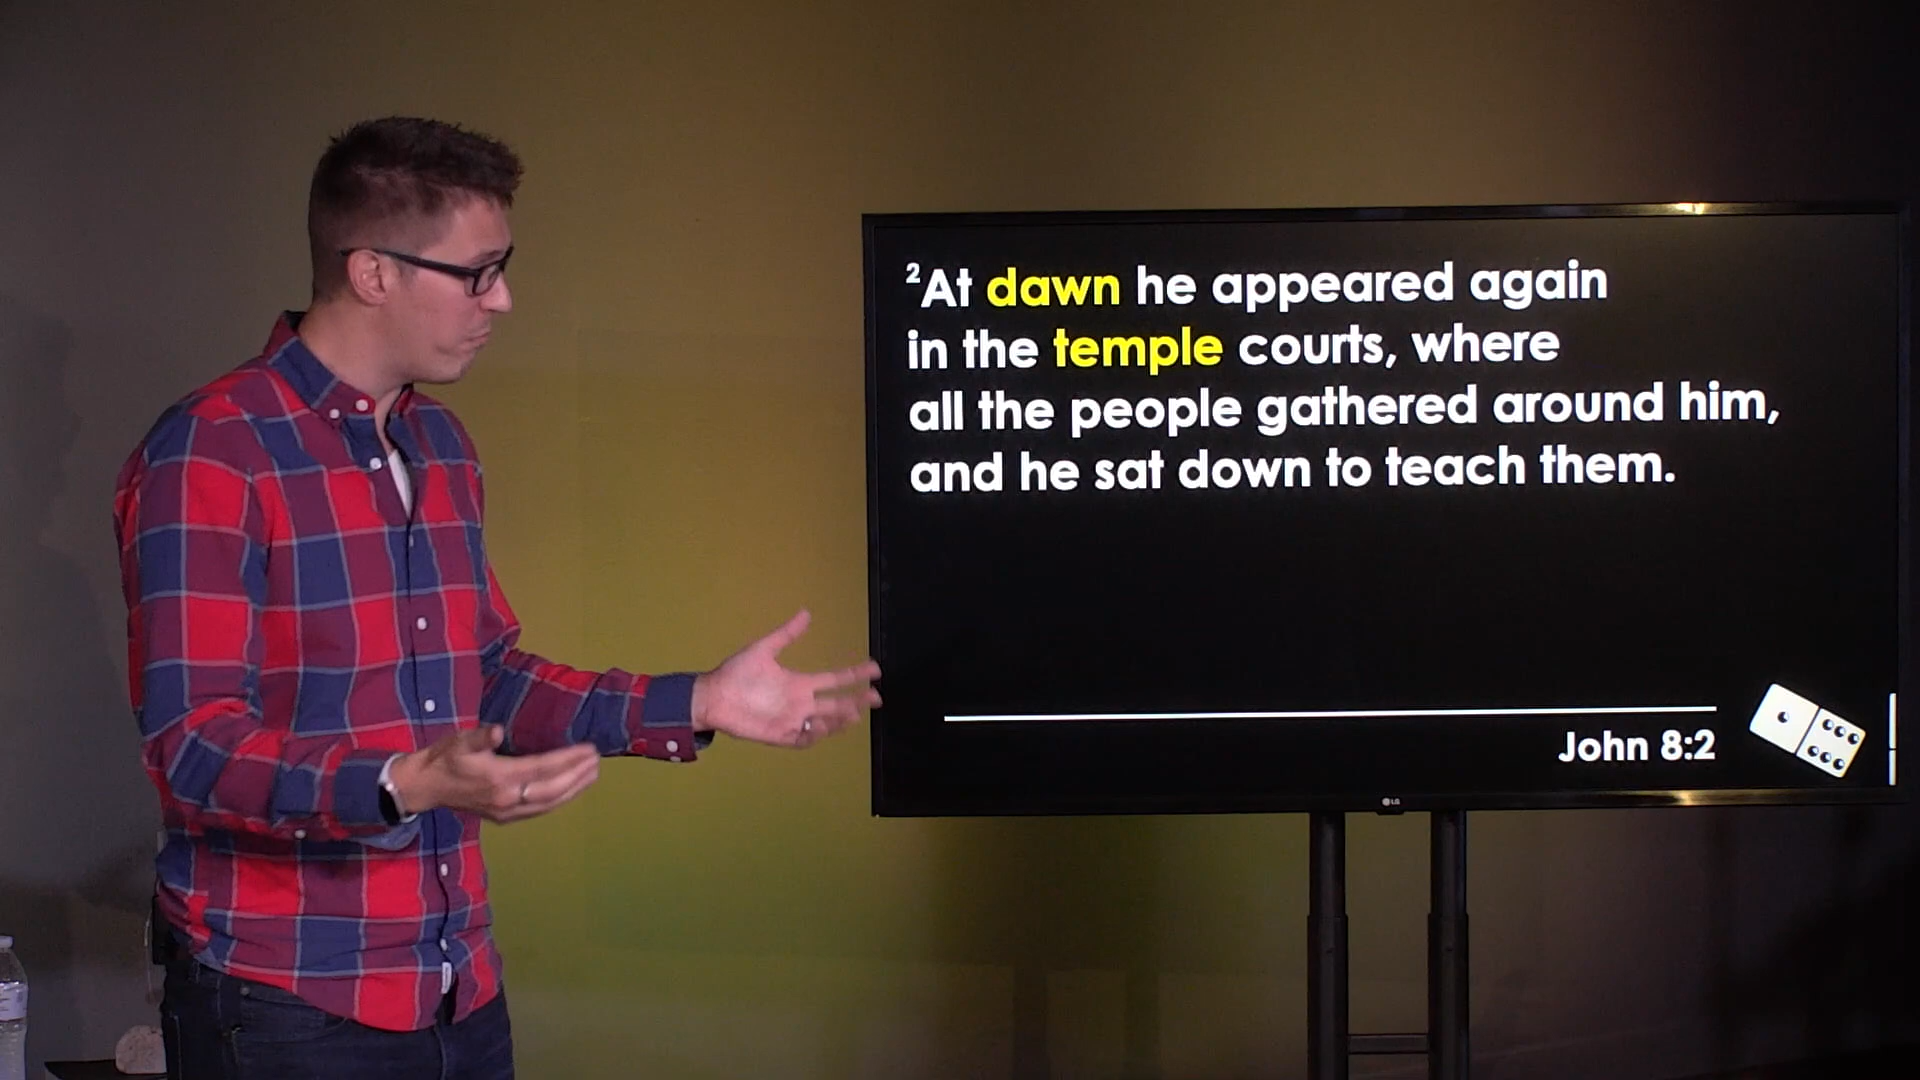 ²At dawn he appeared again
in the temple courts, where
all the people gathered around him,
and he sat down to teach them.
John 8:2
LG